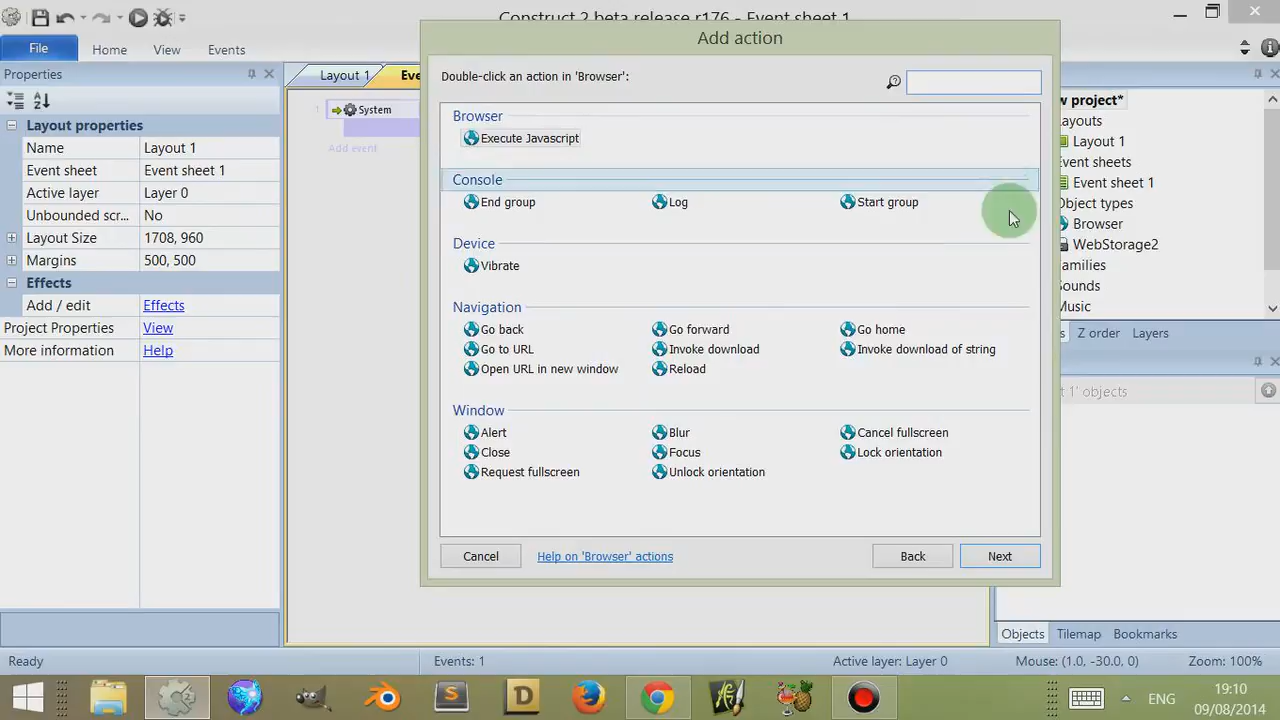 Construct 2 beta release r176 - Event sheet 1
File
Home
View
Events
Add action
Properties
Layout 1
Eve
Double-click an action in 'Browser':
Layout properties
Name
Layout 1
Event sheet
Event sheet 1
Active layer
Layer 0
Unbounded scr...
No
Layout Size
1708, 960
Margins
500, 500
Effects
Add / edit
Effects
Project Properties
View
More information
Help
1
System
Add event
Browser
Execute Javascript
Console
End group
Log
Start group
Device
Vibrate
Navigation
Go back
Go forward
Go home
Go to URL
Invoke download
Invoke download of string
Open URL in new window
Reload
Window
Alert
Blur
Cancel fullscreen
Close
Focus
Lock orientation
Request fullscreen
Unlock orientation
Cancel
Help on 'Browser' actions
Back
Next
w project*
ayouts
Layout 1
vent sheets
Event sheet 1
Object types
Browser
WebStorage2
amilies
ounds
Music
s
Z order
Layers
1' objects
Objects
Tilemap
Bookmarks
Ready
Events: 1
Active layer: Layer 0
Mouse: (1.0, -30.0, 0)
Zoom: 100%
2
S
D
ENG
19:10
09/08/2014